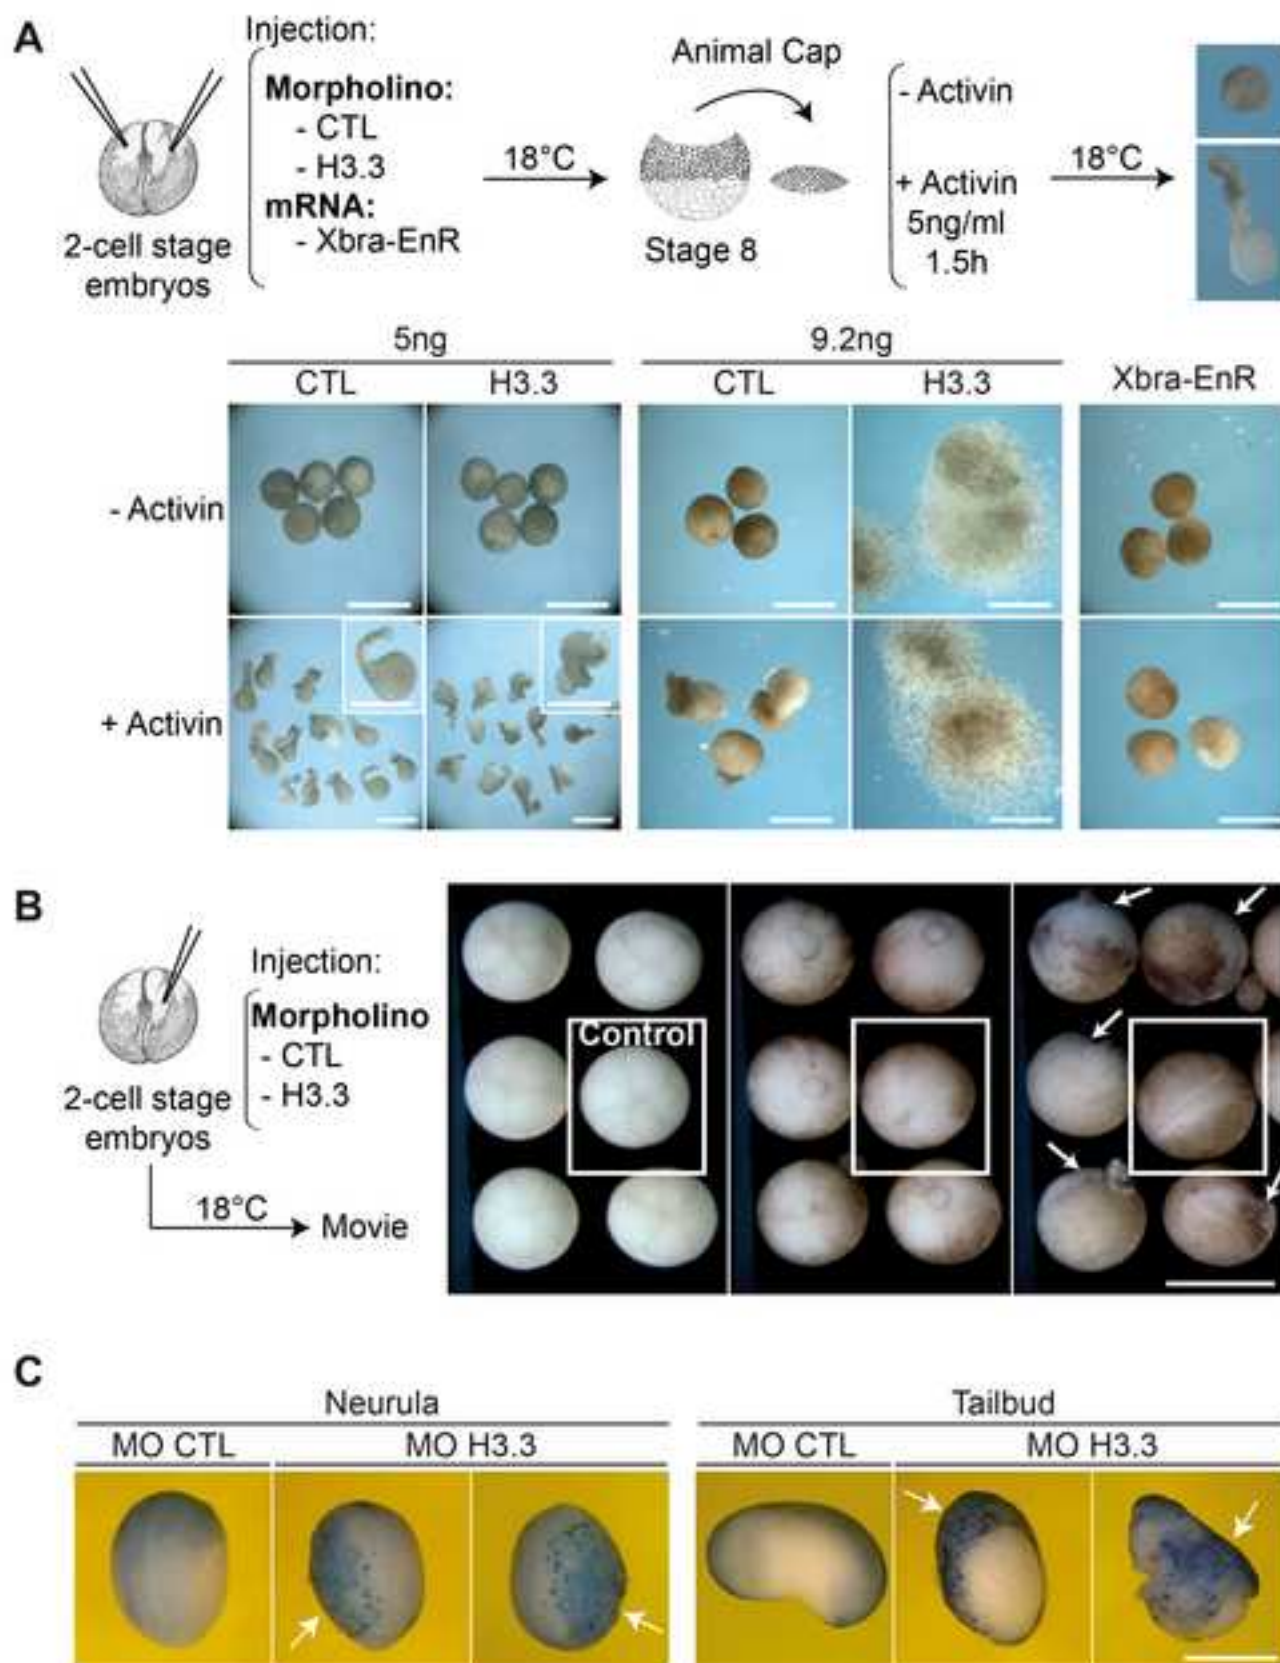 A
Injection:
Morpholino:
- CTL
- H3.3
mRNA:
- Xbra-EnR
2-cell stage
embryos
18°C
Animal Cap
Stage 8
- Activin
+ Activin
5ng/ml
1.5h
18°C
5ng
9.2ng
CTL
H3.3
CTL
H3.3
Xbra-EnR
- Activin
+ Activin
B
Injection:
Morpholino
- CTL
- H3.3
2-cell stage
embryos
18°C
Movie
Control
C
Neurula
Tailbud
MO CTL
MO H3.3
MO CTL
MO H3.3